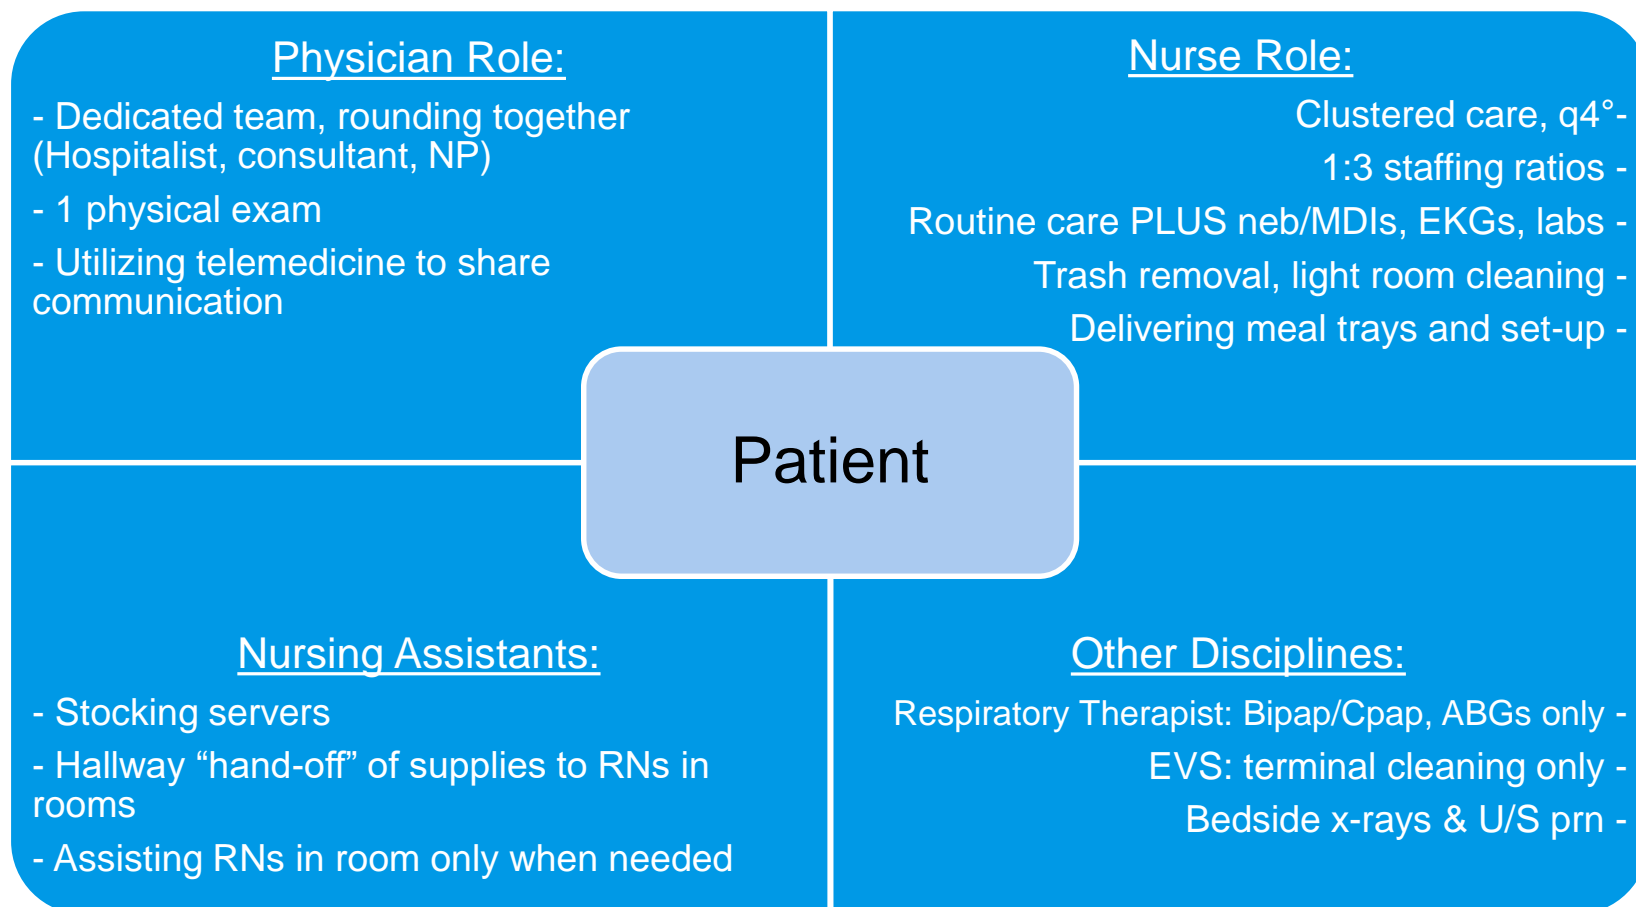 Physician Role:
- Dedicated team, rounding together
(Hospitalist, consultant, NP)
- 1 physical exam
- Utilizing telemedicine to share
communication
Nurse Role:
Clustered care, q4°-
1:3 staffing ratios -
Routine care PLUS neb/MDIs, EKGs, labs -
Trash removal, light room cleaning -
Delivering meal trays and set-up -
Patient
Nursing Assistants:
- Stocking servers
- Hallway “hand-off” of supplies to RNs in
rooms
- Assisting RNs in room only when needed
Other Disciplines:
Respiratory Therapist: Bipap/Cpap, ABGs only -
EVS: terminal cleaning only -
Bedside x-rays & U/S prn -